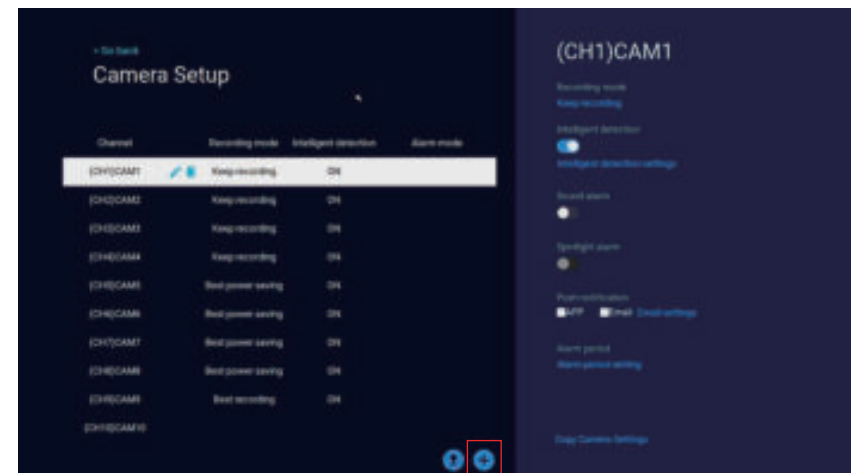 < Go back
Camera Setup
Channel Recording mode Intelligent detection Alarm mode
(CH1)CAM1 Keep recording ON
(CH2)CAM2 Keep recording ON
(CH3)CAM3 Keep recording ON
(CH4)CAM4 Keep recording ON
(CH5)CAM5 Best power saving ON
(CH6)CAM6 Best power saving ON
(CH7)CAM7 Best power saving ON
(CH8)CAM8 Best power saving ON
(CH9)CAM9 Best recording ON
(CH10)CAM10
(CH1)CAM1
Recording mode
Keep recording
Intelligent detection
Intelligent detection settings
Sound alarm
Spotlight alarm
Push notification
APP Email Email settings
Alarm period
Alarm period setting
Copy Camera Settings